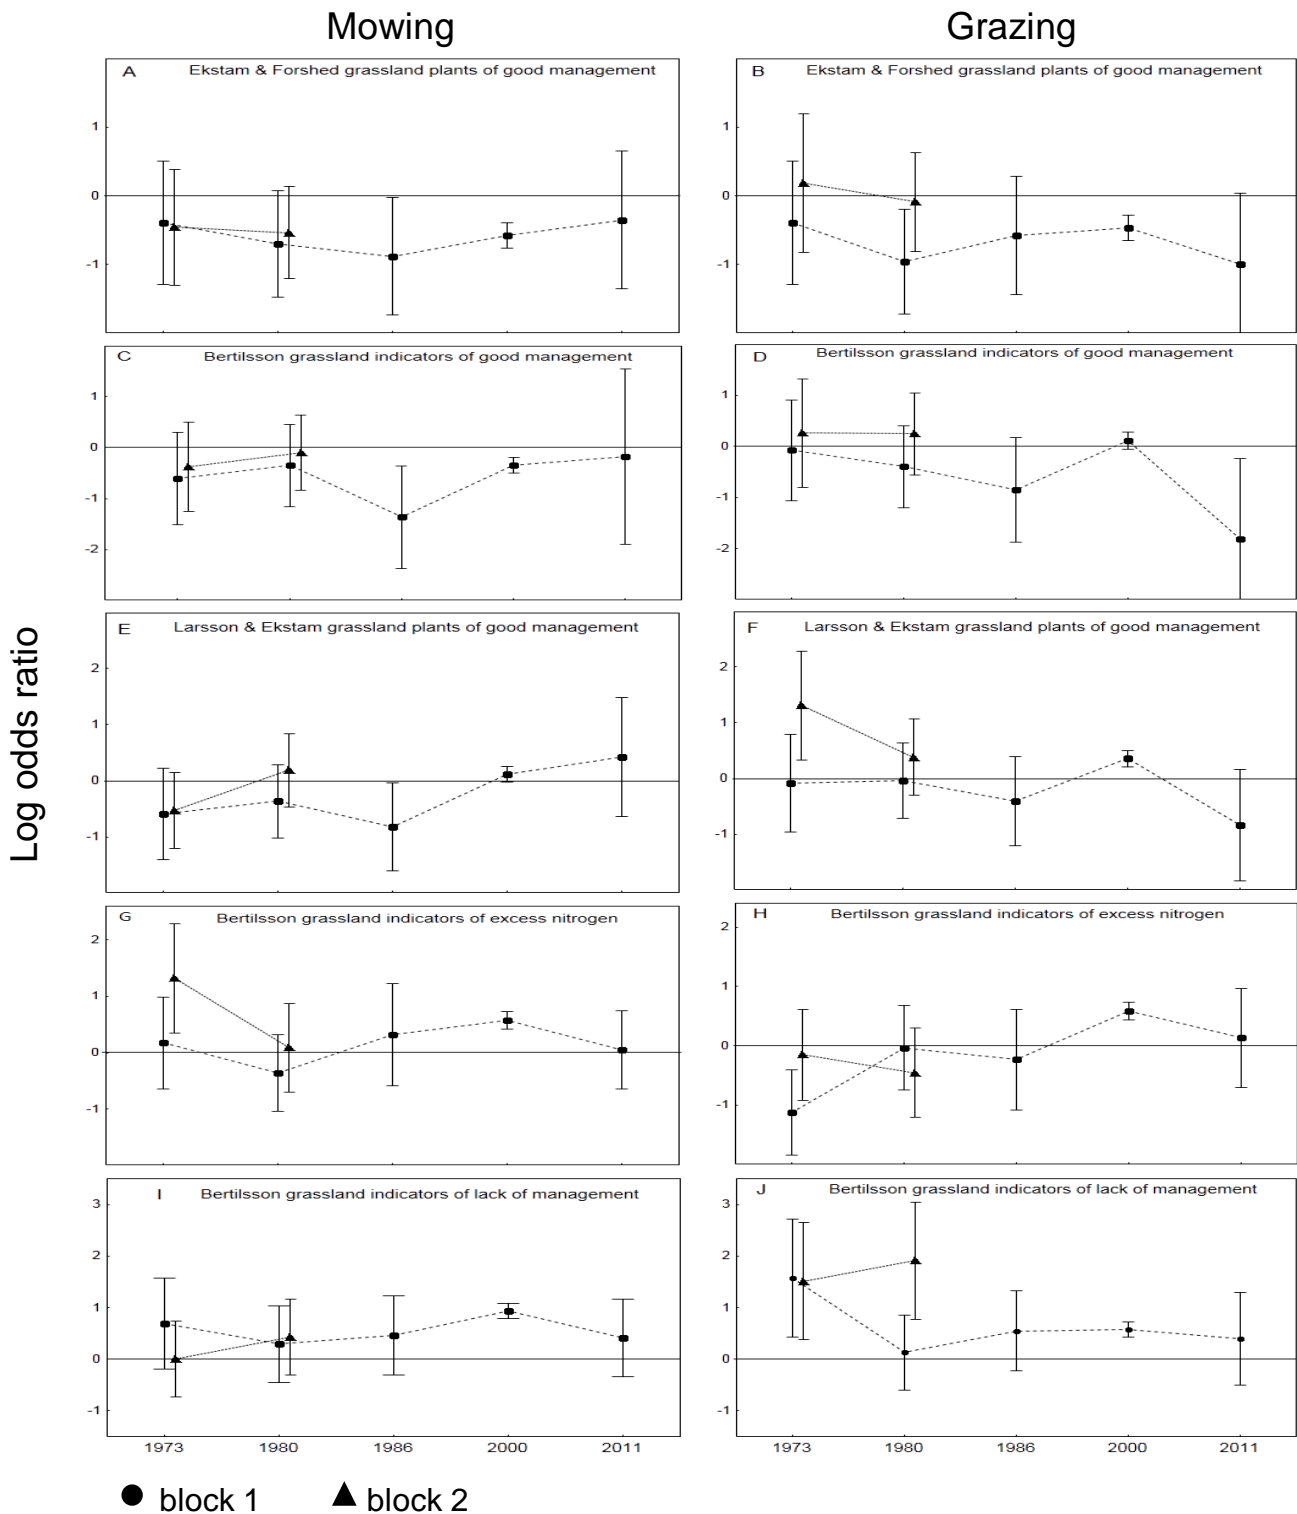 Mowing
Grazing
A Ekstam & Forshed grassland plants of good management
1
0
-1
B Ekstam & Forshed grassland plants of good management
1
0
-1
C Bertilsson grassland indicators of good management
1
0
-1
-2
D Bertilsson grassland indicators of good management
1
0
-1
-2
Log odds ratio
E Larsson & Ekstam grassland plants of good management
2
1
0
-1
F Larsson & Ekstam grassland plants of good management
2
1
0
-1
G Bertilsson grassland indicators of excess nitrogen
2
1
0
-1
H Bertilsson grassland indicators of excess nitrogen
2
1
0
-1
I Bertilsson grassland indicators of lack of management
3
2
1
0
-1
1973 1980 1986 2000 2011
J Bertilsson grassland indicators of lack of management
3
2
1
0
-1
1973 1980 1986 2000 2011
block 1 block 2